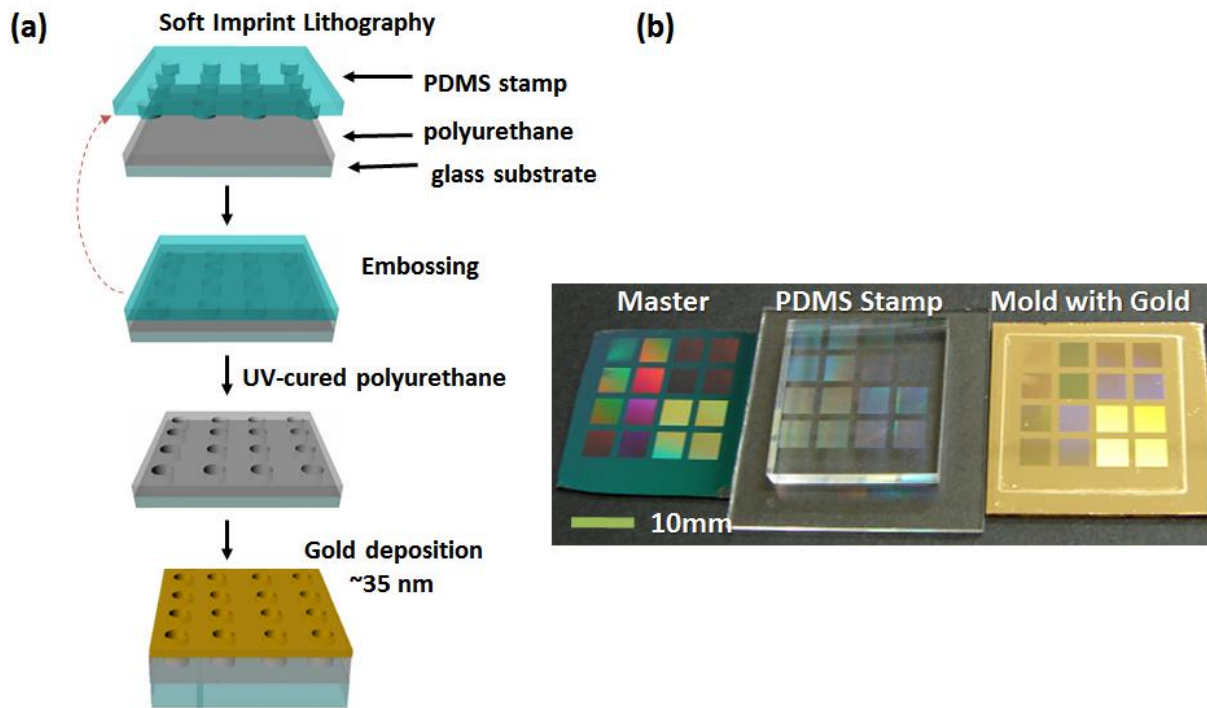 (a)
Soft Imprint Lithography
PDMS stamp
polyurethane
glass substrate
Embossing
UV-cured polyurethane
Gold deposition
~35 nm
(b)
Master
PDMS Stamp
Mold with Gold
10mm